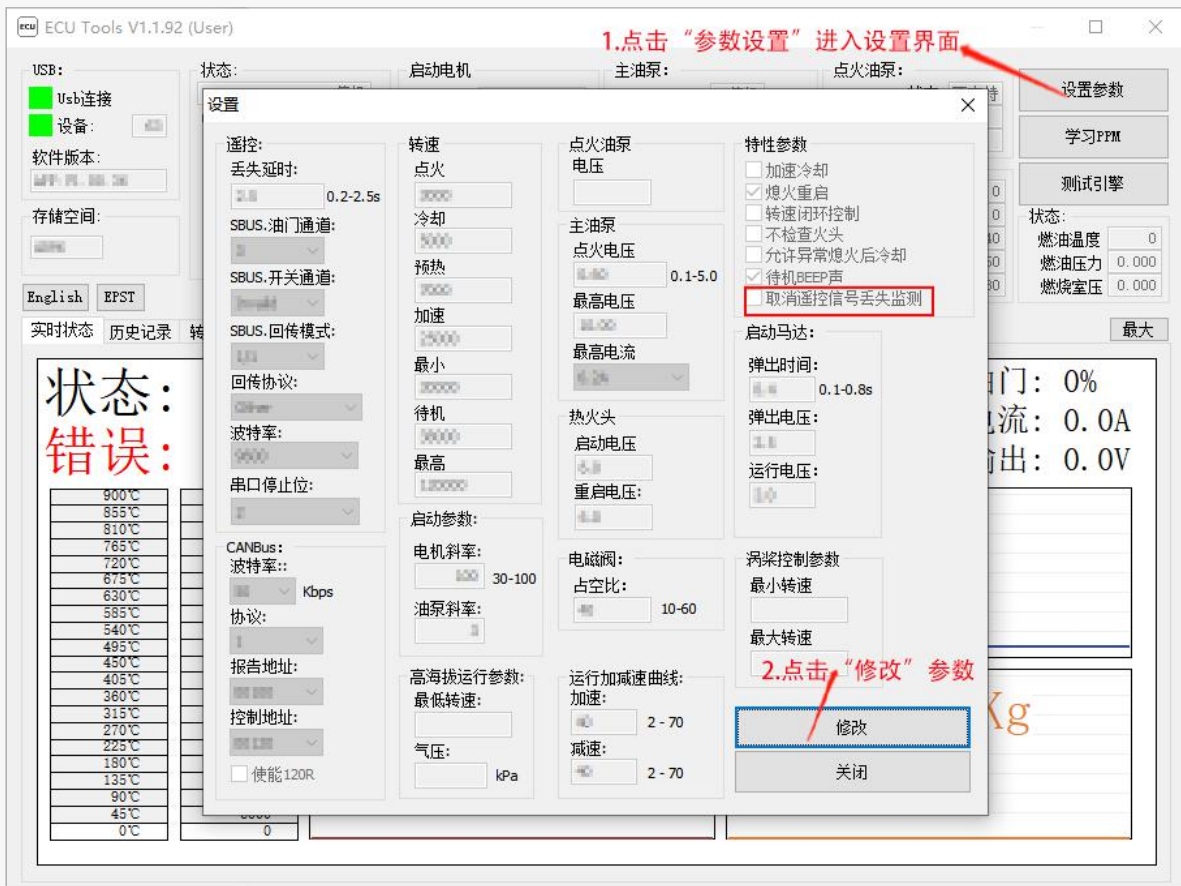 ECU Tools V1.1.92 (User)
1.点击“参数设置”进入设置界面
USB:
Usb连接
设备:
软件版本:
存储空间:
English
EPST
状态:
启动电机
主油泵:
点火油泵:
设置参数
学习PPM
测试引擎
状态:
燃油温度 0
燃油压力 0.000
燃烧室压 0.000
实时状态
历史记录
最大
状态:
错误:
0%
0.0A
0.0V
Kg
900℃
855℃
810℃
765℃
720℃
675℃
630℃
585℃
540℃
495℃
450℃
405℃
360℃
315℃
270℃
225℃
180℃
135℃
90℃
45℃
0℃
0
设置
遥控:
丢失延时:
0.2-2.5s
SBUS.油门通道:
SBUS.开关通道:
SBUS.回传模式:
回传协议:
波特率:
串口停止位:
CANBus:
波特率::
Kbps
协议:
报告地址:
控制地址:
使能120R
转速
点火
冷却
预热
加速
最小
待机
最高
启动参数:
电机斜率:
30-100
油泵斜率:
高海拔运行参数:
最低转速:
气压:
kPa
点火油泵
电压
主油泵
点火电压
0.1-5.0
最高电压
最高电流
热火头
启动电压
重启电压:
电磁阀:
占空比:
10-60
运行加减速曲线:
加速:
2 - 70
减速:
2 - 70
特性参数
加速冷却
熄火重启
转速闭环控制
不检查火头
允许异常熄火后冷却
待机BEEP声
取消遥控信号丢失监测
启动马达:
弹出时间:
0.1-0.8s
弹出电压:
运行电压:
涡桨控制参数
最小转速
最大转速
2.点击“修改” 参数
修改
关闭